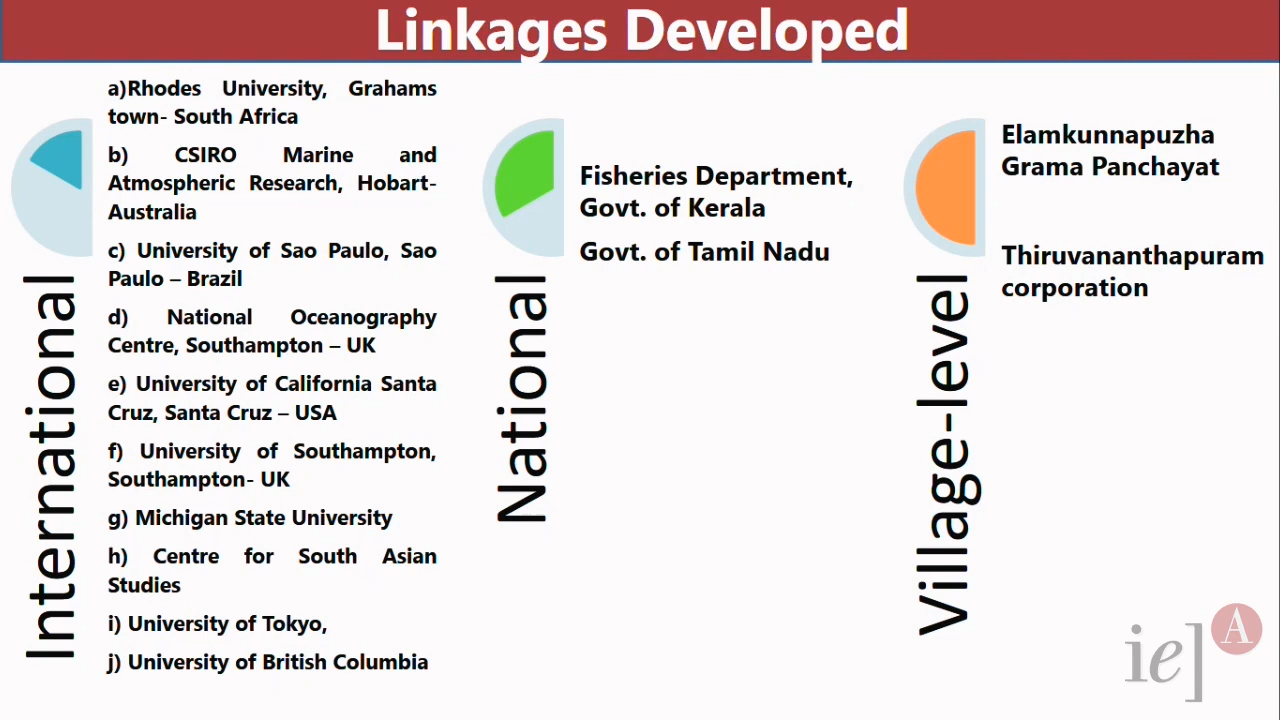 Linkages Developed
International
a)Rhodes University, Grahams
town- South Africa
b) CSIRO Marine and
Atmospheric Research, Hobart-
Australia
c) University of Sao Paulo, Sao
Paulo – Brazil
d) National Oceanography
Centre, Southampton – UK
e) University of California Santa
Cruz, Santa Cruz – USA
f) University of Southampton,
Southampton- UK
g) Michigan State University
h) Centre for South Asian
Studies
i) University of Tokyo,
j) University of British Columbia
National
Fisheries Department,
Govt. of Kerala
Govt. of Tamil Nadu
Village-level
Elamkunnapuzha
Grama Panchayat
Thiruvananthapuram
corporation
ie] A